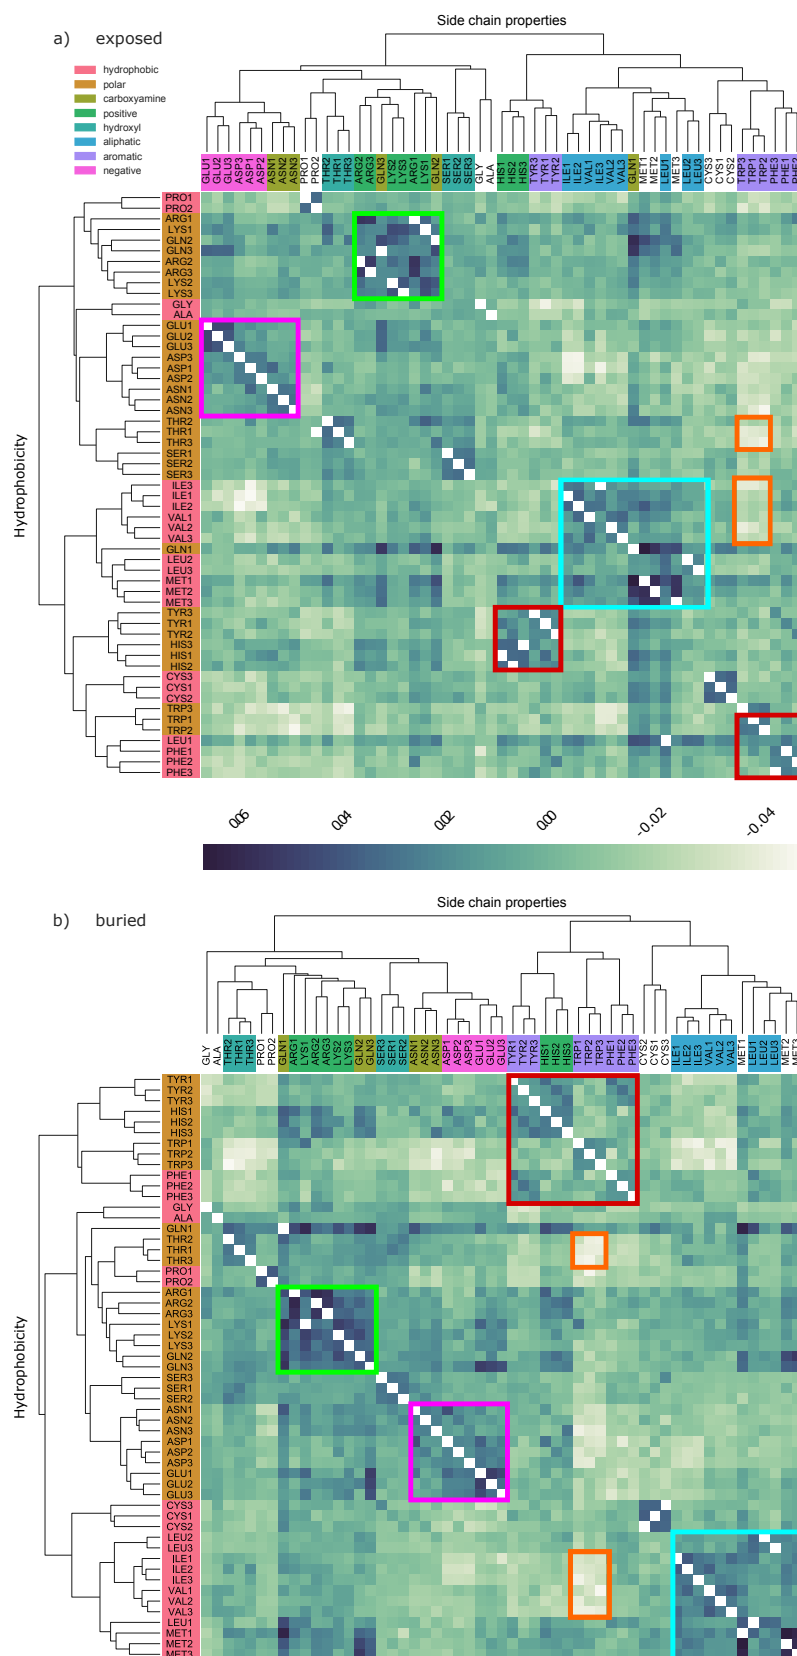 Side chain properties
a) exposed
hydrophobic
polar
carboxyamine
positive
hydroxyl
aliphatic
aromatic
negative
GLU1 GLU2 GLU3 ASP3 ASP1 ASP2 ASN1 ASN2 ASN3 PRO1 PRO2 THR2 THR1 THR3 ARG2 ARG3 GLN3 LYS2 LYS3 ARG1 LYS1 GLN2 SER1 SER2 SER3 GLY ALA HIS1 HIS2 HIS3 TYR3 TYR1 TYR2 ILE1 ILE2 VAL1 ILE3 VAL2 VAL3 GLN1 MET1 MET2 LEU1 MET3 LEU2 LEU3 CYS3 CYS1 CYS2 TRP3 TRP1 TRP2 PHE3 PHE1 PHE2
Hydrophobicity
PRO1
PRO2
ARG1
LYS1
GLN2
GLN3
ARG2
ARG3
LYS2
LYS3
GLY
ALA
GLU1
GLU2
GLU3
ASP3
ASP1
ASP2
ASN1
ASN2
ASN3
THR2
THR1
THR3
SER1
SER2
SER3
ILE3
ILE1
ILE2
VAL1
VAL2
VAL3
GLN1
LEU2
LEU3
MET1
MET2
MET3
TYR3
TYR1
TYR2
HIS3
HIS1
HIS2
CYS3
CYS1
CYS2
TRP3
TRP1
TRP2
LEU1
PHE1
PHE2
PHE3
0.06 0.04 0.02 0.00 -0.02 -0.04
Side chain properties
b) buried
GLY ALA THR2 THR1 THR3 PRO1 PRO2 GLN1 ARG1 LYS1 ARG2 ARG3 LYS2 LYS3 GLN2 GLN3 SER3 SER1 SER2 ASN1 ASN2 ASN3 ASP1 ASP2 ASP3 GLU1 GLU2 GLU3 TYR1 TYR2 TYR3 HIS1 HIS2 HIS3 TRP1 TRP2 TRP3 PHE1 PHE2 PHE3 CYS2 CYS1 CYS3 ILE1 ILE2 ILE3 VAL1 VAL2 VAL3 MET1 LEU1 LEU2 LEU3 MET2 MET3
Hydrophobicity
TYR1
TYR2
TYR3
HIS1
HIS2
HIS3
TRP1
TRP2
TRP3
PHE1
PHE2
PHE3
GLY
ALA
GLN1
THR2
THR1
THR3
PRO1
PRO2
ARG1
ARG2
ARG3
LYS1
LYS2
LYS3
GLN2
GLN3
SER3
SER1
SER2
ASN1
ASN2
ASN3
ASP1
ASP2
ASP3
GLU1
GLU2
GLU3
CYS3
CYS1
CYS2
LEU2
LEU3
ILE1
ILE2
ILE3
VAL1
VAL2
VAL3
LEU1
MET1
MET2
MET3